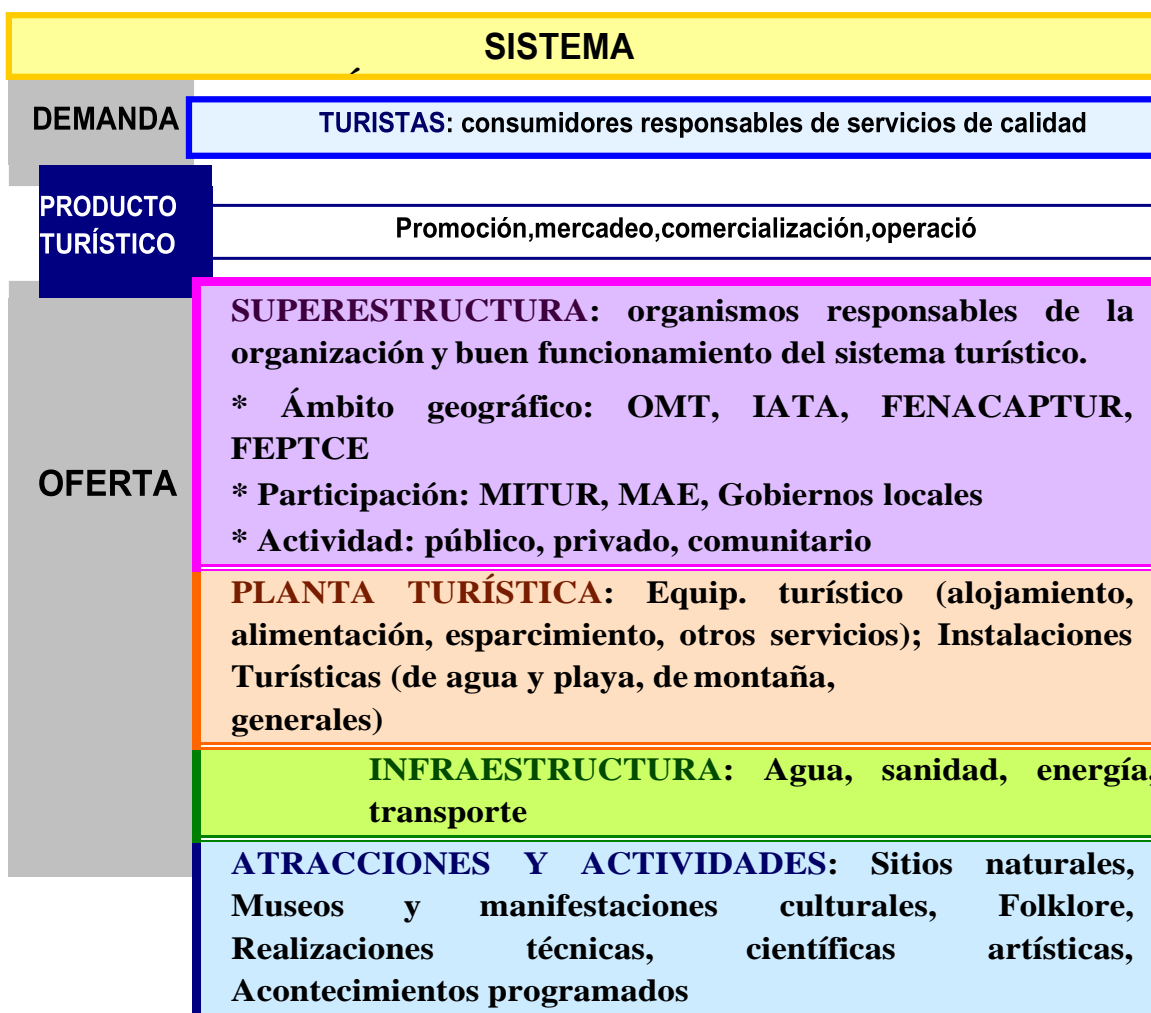 SISTEMA
DEMANDA
TURISTAS: consumidores responsables de servicios de calidad
PRODUCTO
TURÍSTICO
Promoción,mercadeo,comercialización,operació
OFERTA
SUPERESTRUCTURA: organismos responsables de la
organización y buen funcionamiento del sistema turístico.
* Ámbito geográfico: OMT, IATA, FENACAPTUR,
FEPTCE
* Participación: MITUR, MAE, Gobiernos locales
* Actividad: público, privado, comunitario
PLANTA TURÍSTICA: Equip. turístico (alojamiento,
alimentación, esparcimiento, otros servicios); Instalaciones
Turísticas (de agua y playa, de montaña,
generales)
INFRAESTRUCTURA: Agua, sanidad, energía,
transporte
ATRACCIONES Y ACTIVIDADES: Sitios naturales,
Museos y manifestaciones culturales, Folklore,
Realizaciones técnicas, científicas artísticas,
Acontecimientos programados